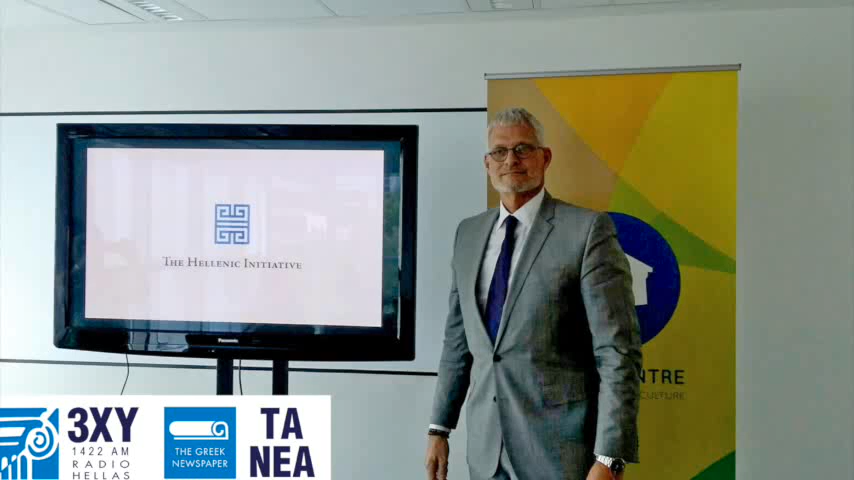 THE HELLENIC INITIATIVE
Panasonic
NTRE
CULTURE
3XY
1422 AM
RADIO
HELLAS
THE GREEK
NEWSPAPER
TA
NEA